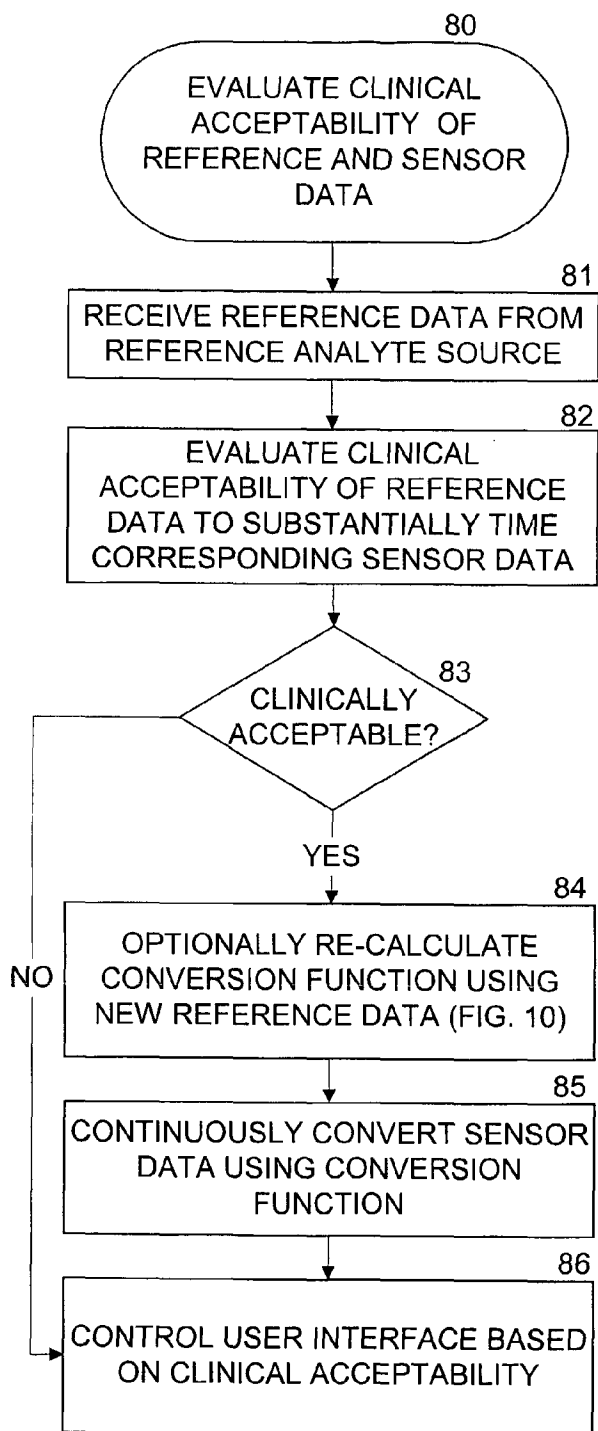 80
EVALUATE CLINICAL
ACCEPTABILITY OF
REFERENCE AND SENSOR
DATA
81
RECEIVE REFERENCE DATA FROM
REFERENCE ANALYTE SOURCE
82
EVALUATE CLINICAL
ACCEPTABILITY OF REFERENCE
DATA TO SUBSTANTIALLY TIME
CORRESPONDING SENSOR DATA
83
CLINICALLY
ACCEPTABLE?
YES
NO
84
OPTIONALLY RE-CALCULATE
CONVERSION FUNCTION USING
NEW REFERENCE DATA (FIG. 10)
85
CONTINUOUSLY CONVERT SENSOR
DATA USING CONVERSION
FUNCTION
86
CONTROL USER INTERFACE BASED
ON CLINICAL ACCEPTABILITY